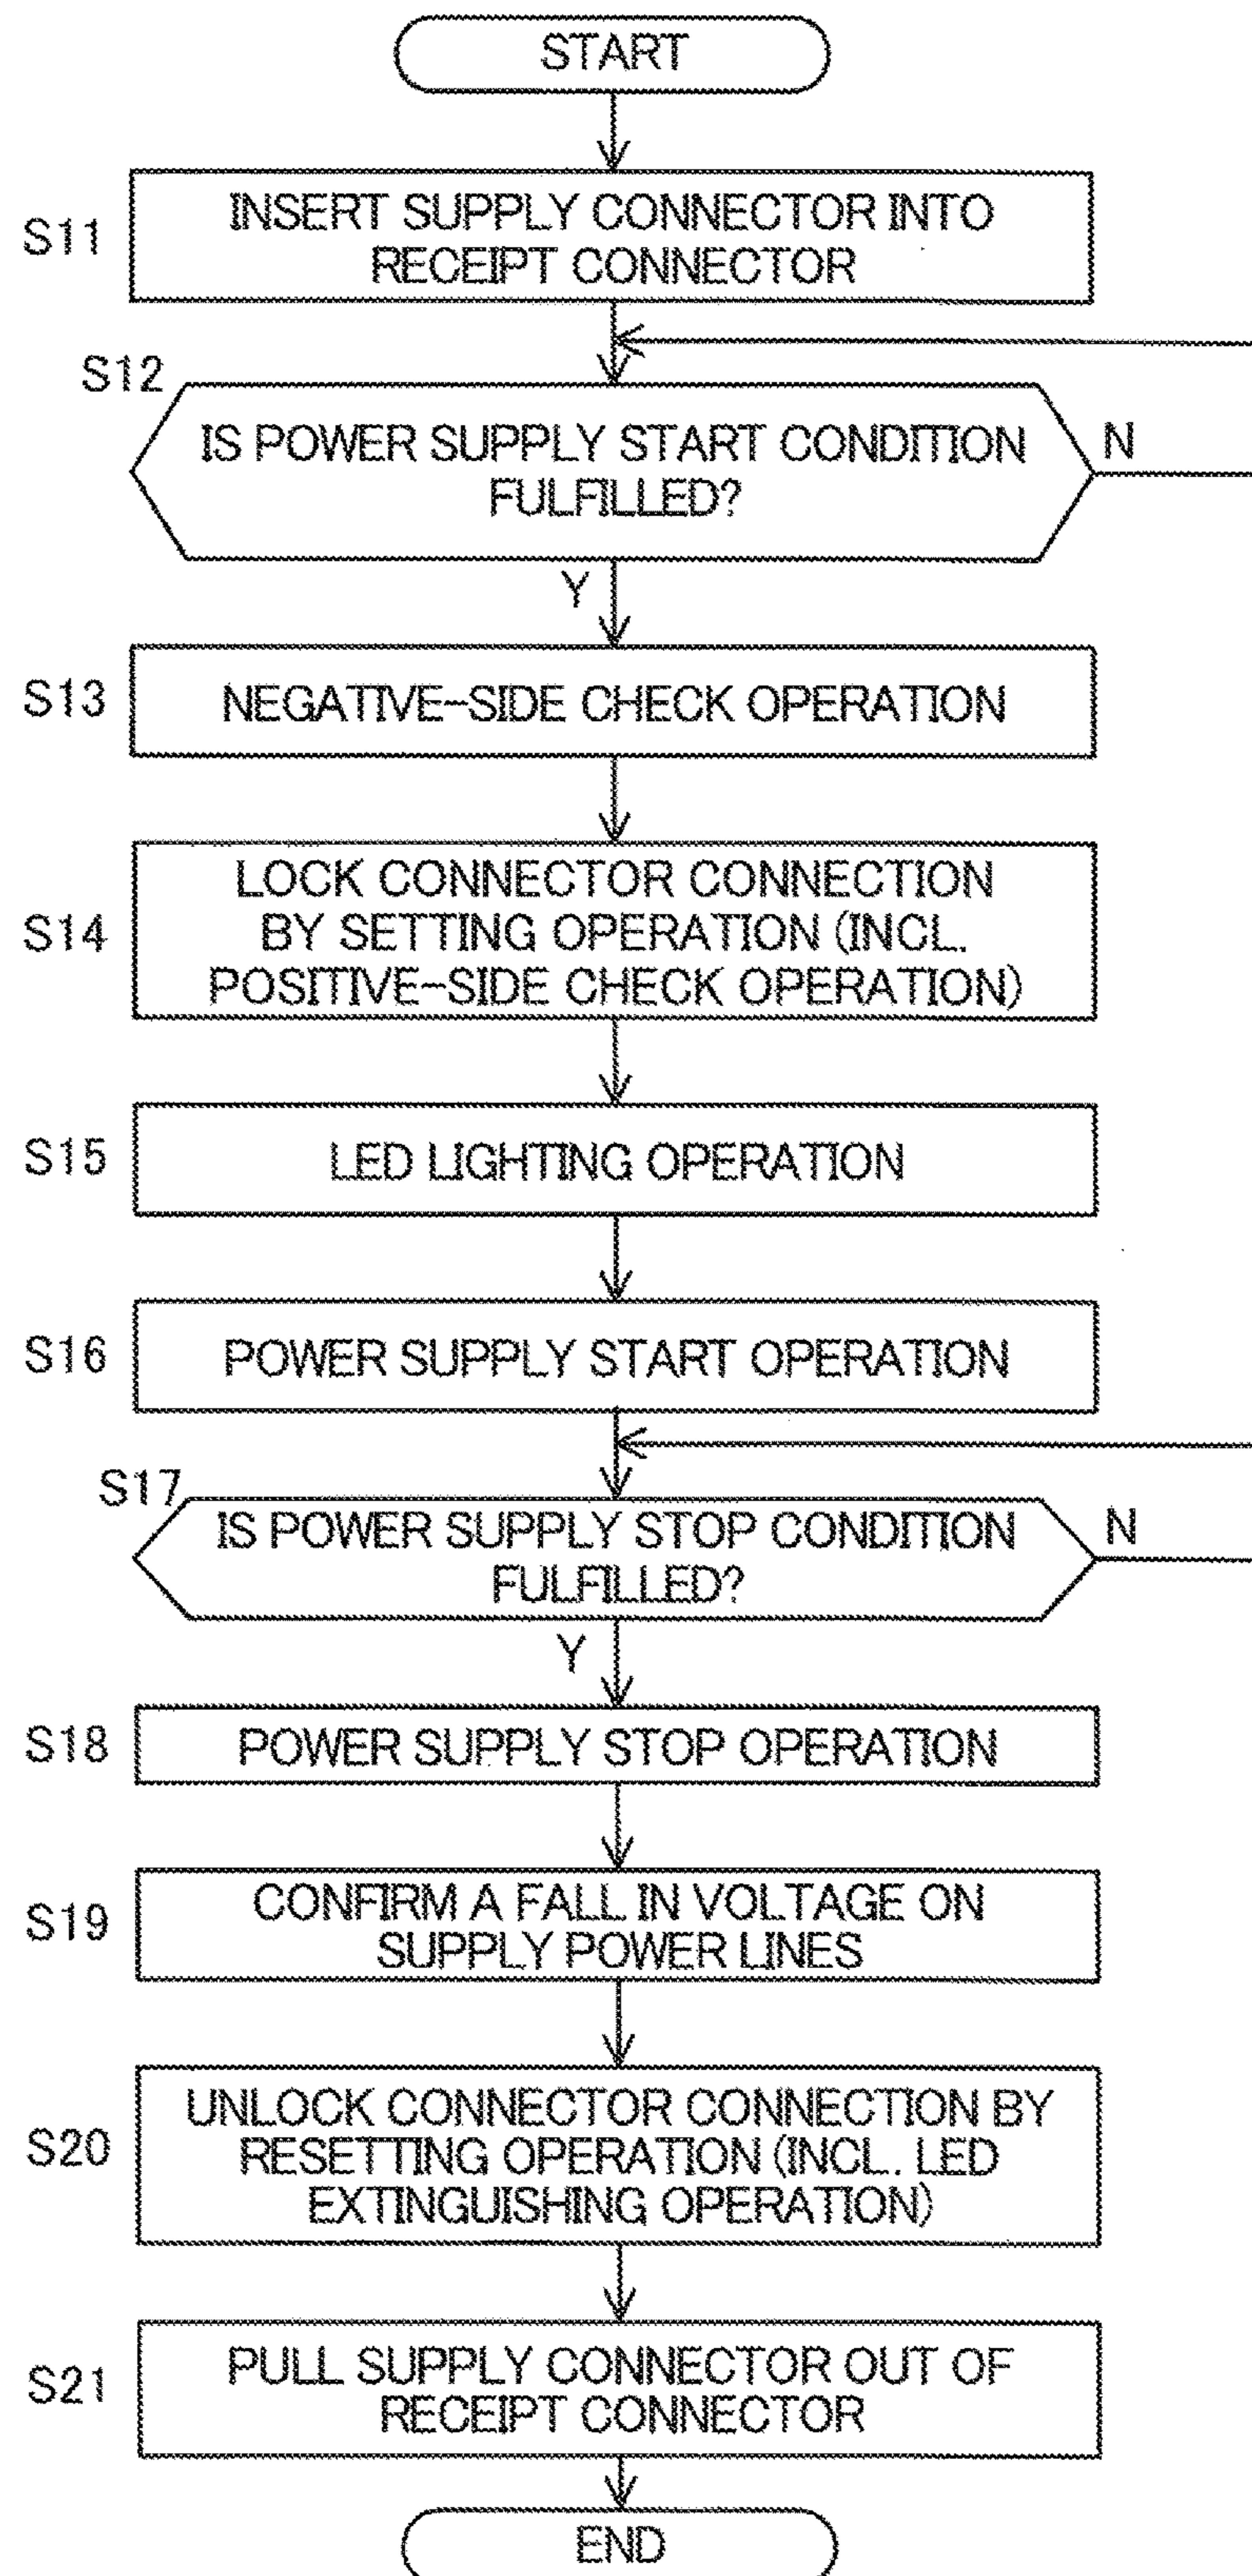 START
S11
INSERT SUPPLY CONNECTOR INTO
RECEIPT CONNECTOR
S12
IS POWER SUPPLY START CONDITION
FULFILLED?
N
Y
S13
NEGATIVE-SIDE CHECK OPERATION
S14
LOCK CONNECTOR CONNECTION
BY SETTING OPERATION (INCL.
POSITIVE-SIDE CHECK OPERATION)
S15
LED LIGHTING OPERATION
S16
POWER SUPPLY START OPERATION
S17
IS POWER SUPPLY STOP CONDITION
FULFILLED?
N
Y
S18
POWER SUPPLY STOP OPERATION
S19
CONFIRM A FALL IN VOLTAGE ON
SUPPLY POWER LINES
S20
UNLOCK CONNECTOR CONNECTION BY
RESETTING OPERATION (INCL. LED
EXTINGUISHING OPERATION)
S21
PULL SUPPLY CONNECTOR OUT OF
RECEIPT CONNECTOR
END